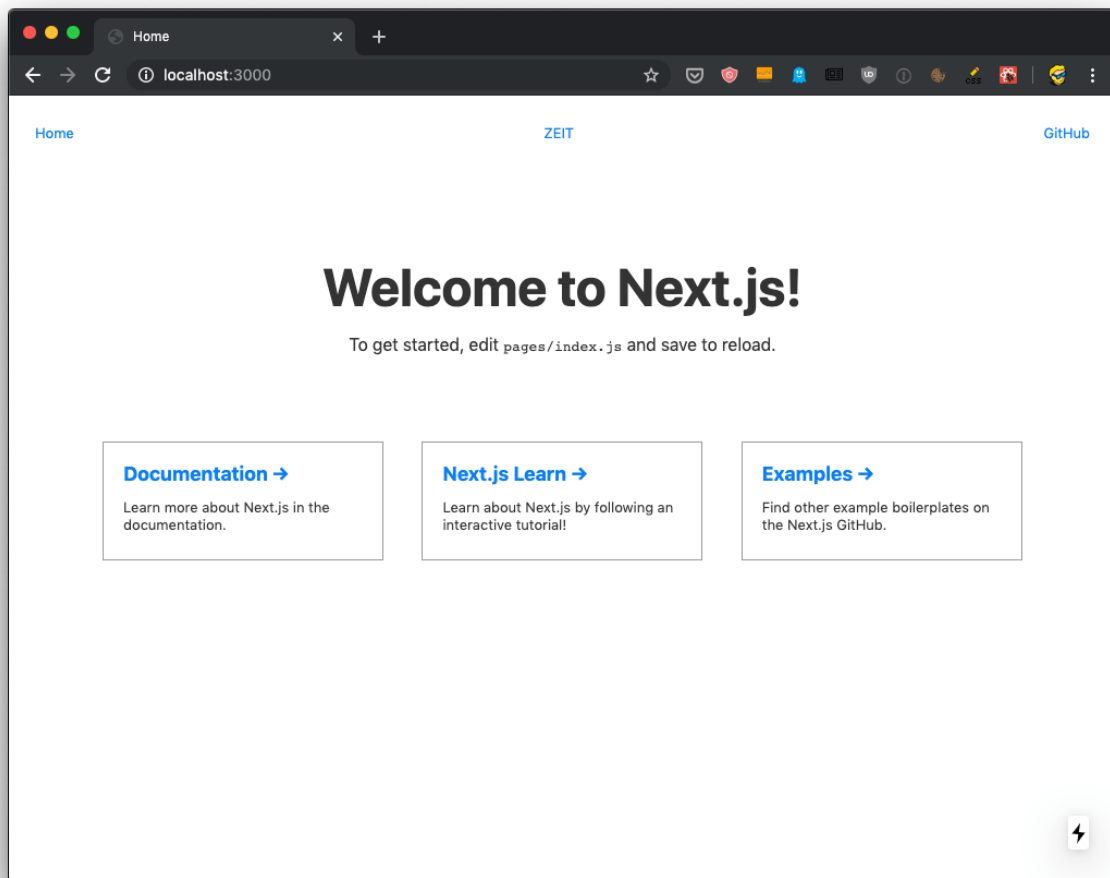 Home
localhost:3000
Home
ZEIT
GitHub
Welcome to Next.js!
To get started, edit pages/index.js and save to reload.
Documentation →
Learn more about Next.js in the
documentation.
Next.js Learn →
Learn about Next.js by following an
interactive tutorial!
Examples →
Find other example boilerplates on
the Next.js GitHub.